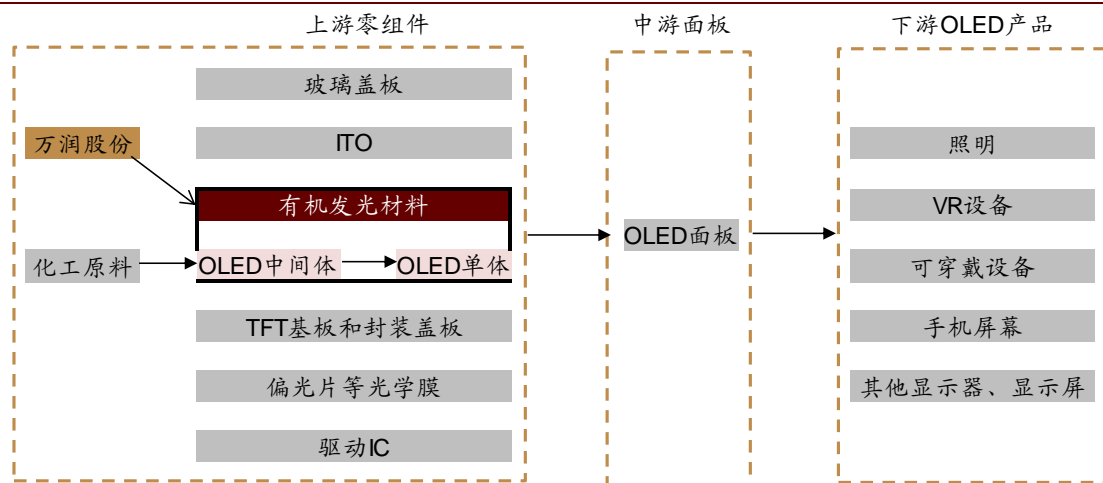 上游零组件
中游面板
下游OLED产品
玻璃盖板
万润股份
ITO
照明
有机发光材料
VR设备
OLED面板
化工原料
OLED中间体
OLED单体
可穿戴设备
TFT基板和封装盖板
手机屏幕
偏光片等光学膜
其他显示器、显示屏
驱动IC